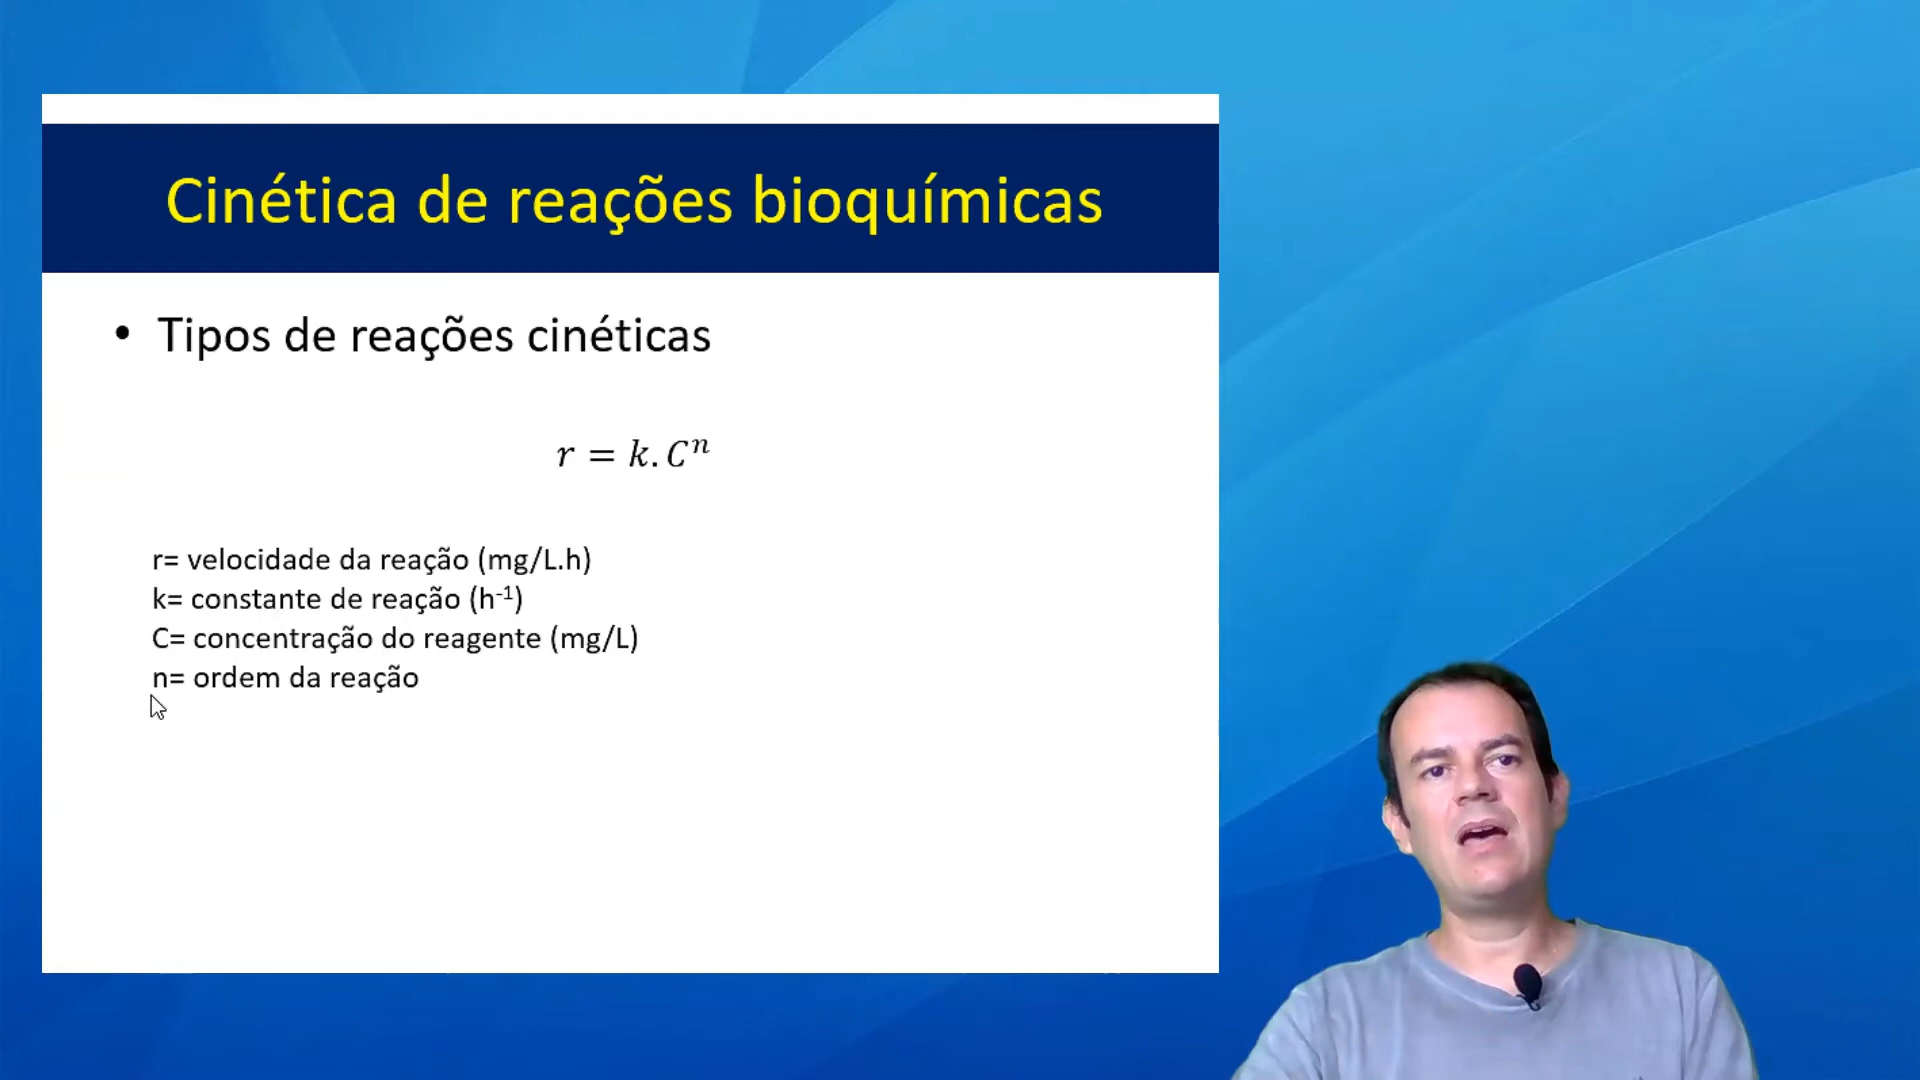 Cinética de reações bioquímicas
• Tipos de reações cinéticas
r = k. Cⁿ
r= velocidade da reação (mg/L.h)
k= constante de reação (h⁻¹)
C= concentração do reagente (mg/L)
n= ordem da reação